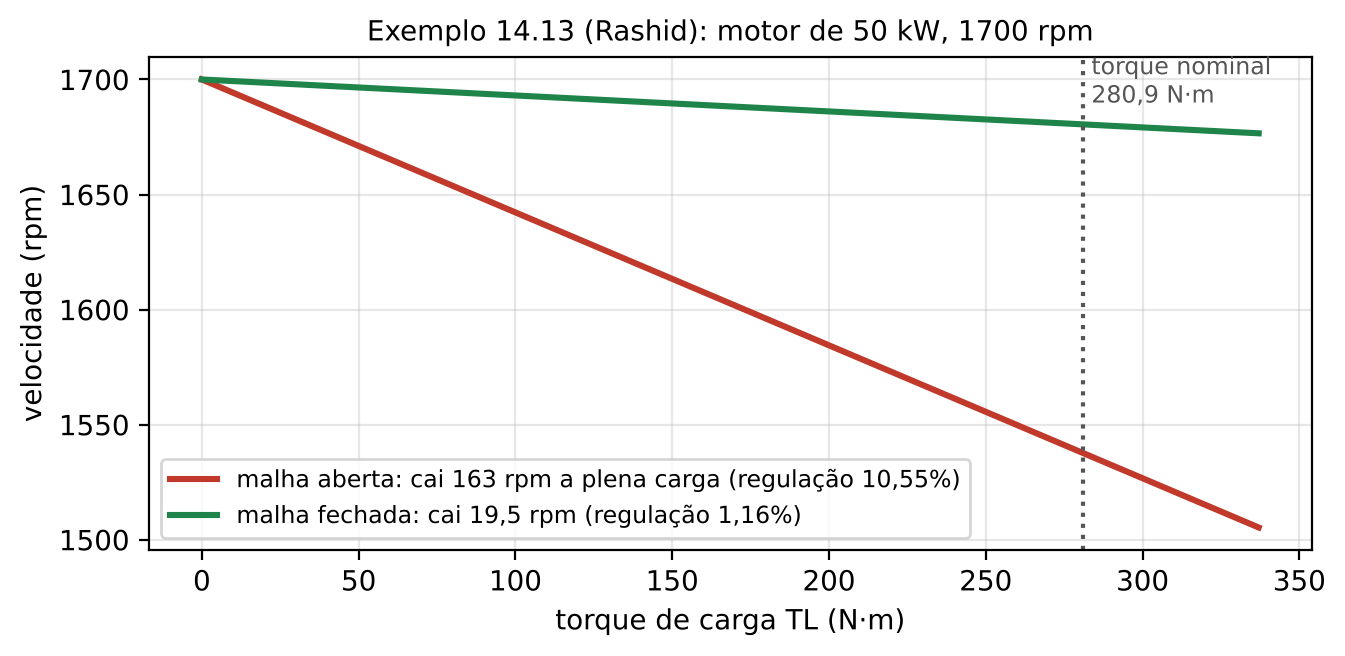 Exemplo 14.13 (Rashid): motor de 50 kW, 1700 rpm
torque nominal
280,9 N·m
velocidade (rpm)
1700
1650
1600
1550
1500
malha aberta: cai 163 rpm a plena carga (regulação 10,55%)
malha fechada: cai 19,5 rpm (regulação 1,16%)
0 50 100 150 200 250 300 350
torque de carga TL (N·m)